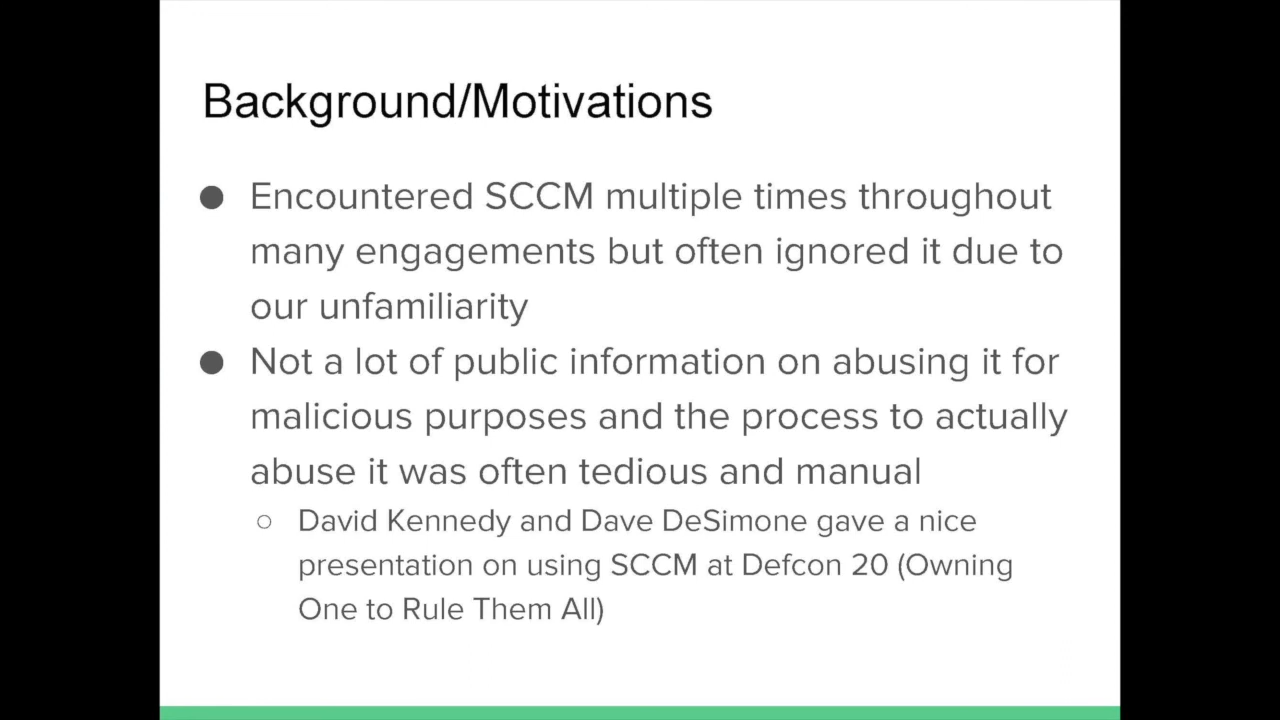 Background/Motivations
● Encountered SCCM multiple times throughout
many engagements but often ignored it due to
our unfamiliarity
● Not a lot of public information on abusing it for
malicious purposes and the process to actually
abuse it was often tedious and manual
○ David Kennedy and Dave DeSimone gave a nice
presentation on using SCCM at Defcon 20 (Owning
One to Rule Them All)